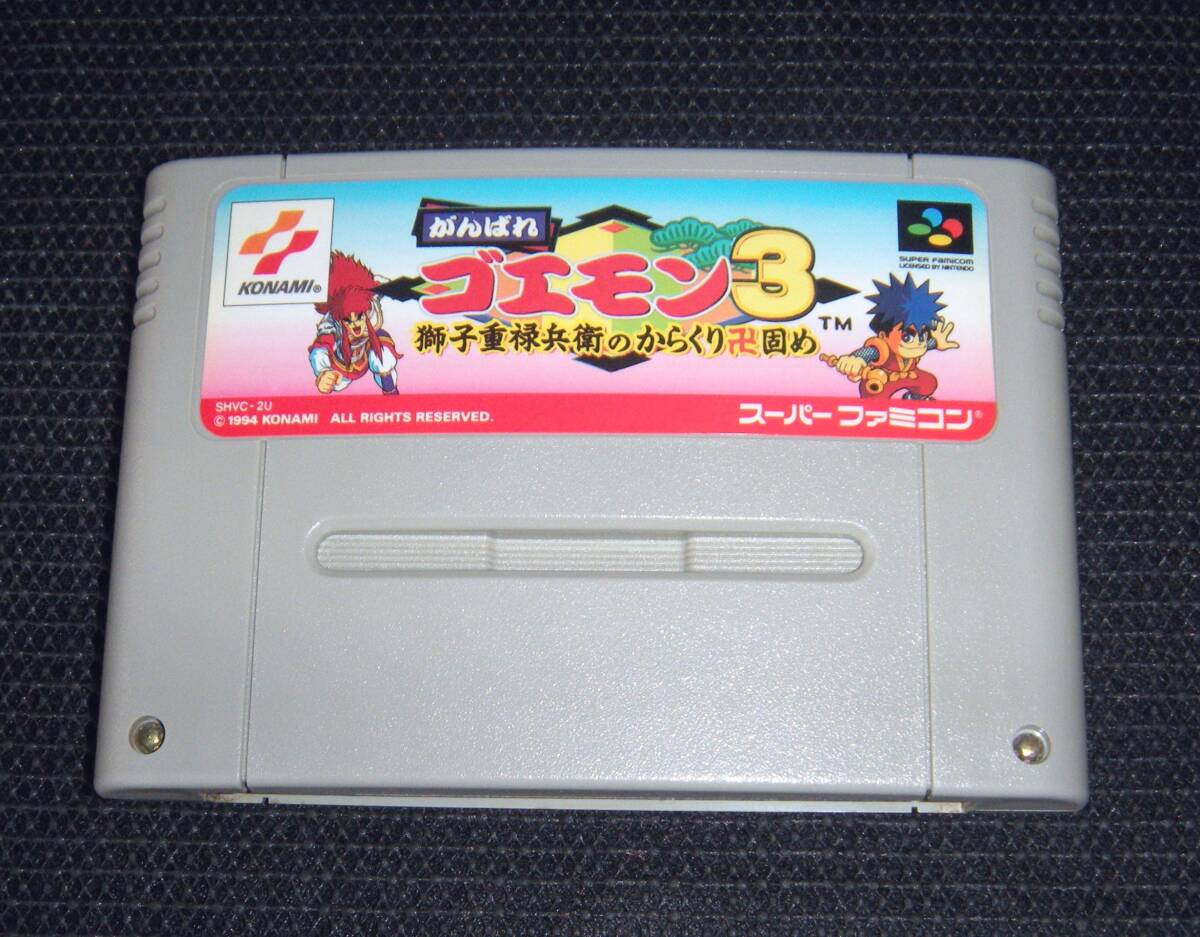 KONAMI®
がんばれ
ゴエモン3
TM
獅子重禄兵衛のからくり卍固め
SUPER FAMICOM
LICENSED BY NINTENDO
SHVC-2U
© 1994 KONAMI ALL RIGHTS RESERVED.
スーパーファミコン®